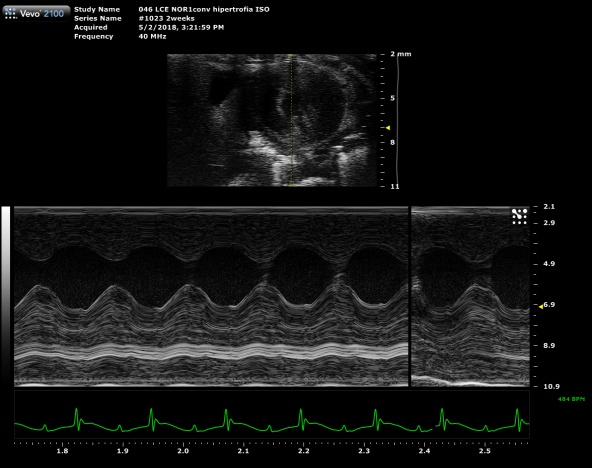 Vevo 2100
Study Name 046 LCE NOR1conv hipertrofia ISO
Series Name #1023 2weeks
Acquired 5/2/2018, 3:21:59 PM
Frequency 40 MHz
2 mm
5
8
11
2.1
2.9
4.9
6.9
8.9
10.9
484 BPM
1.8 1.9 2.0 2.1 2.2 2.3 2.4 2.5